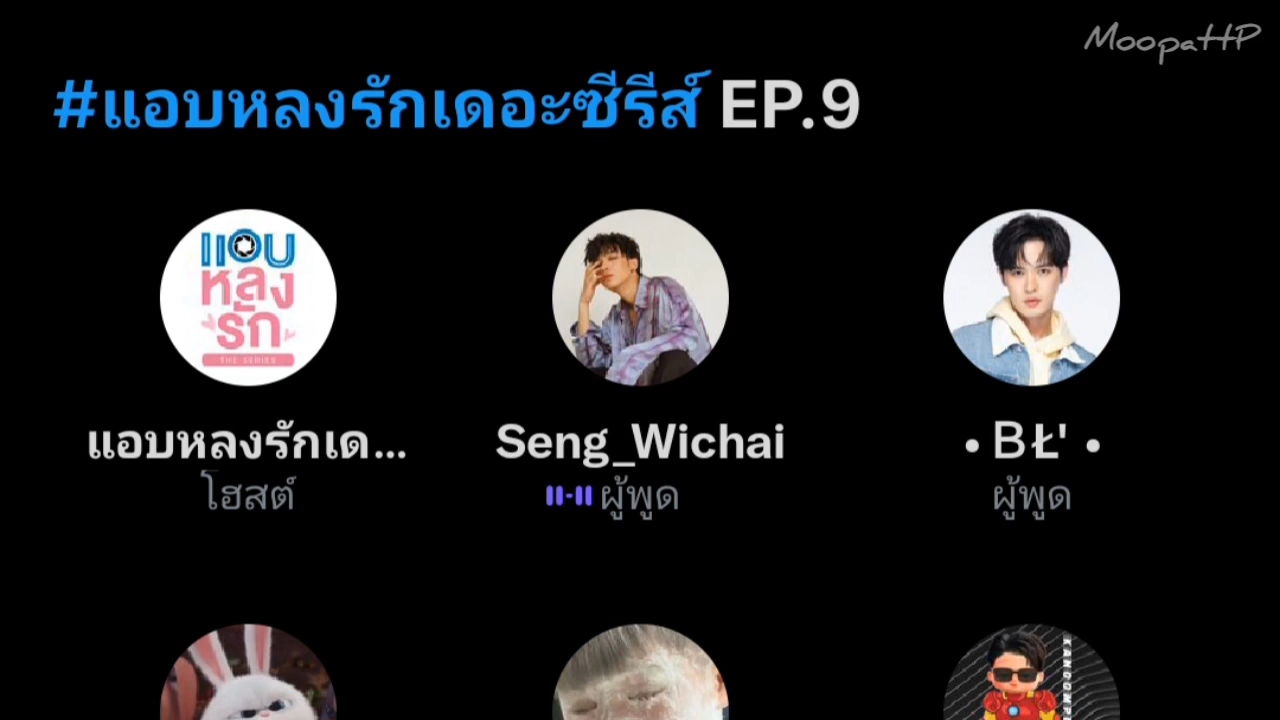 MoopaHP
#แอบหลงรักเดอะซีรีส์ EP.9
แอบ
หลง
รัก
THE SERIES
แอบหลงรักเด...
โฮสต์
Seng_Wichai
ผู้พูด
• BŁ' •
ผู้พูด